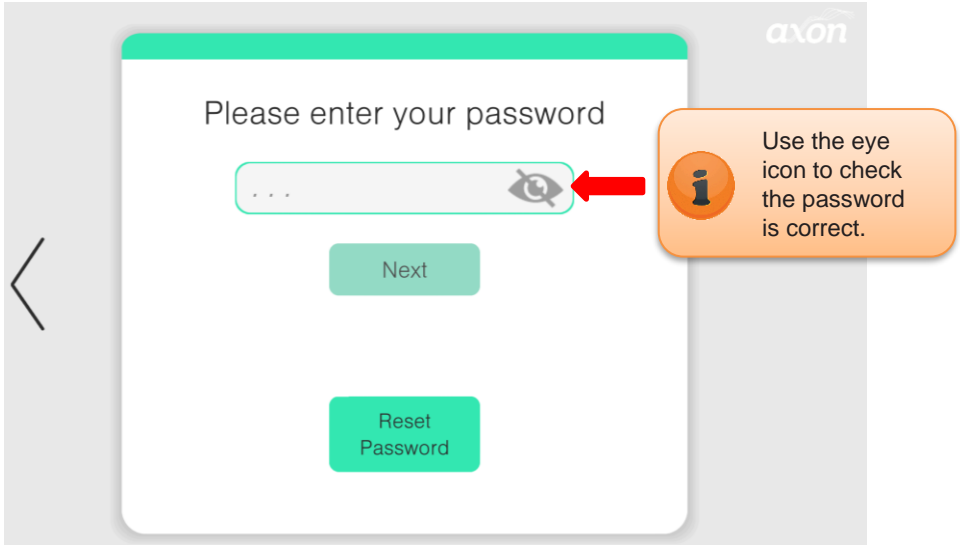 axon
Please enter your password
. . .
Use the eye
icon to check
the password
is correct.
i
Next
Reset
Password